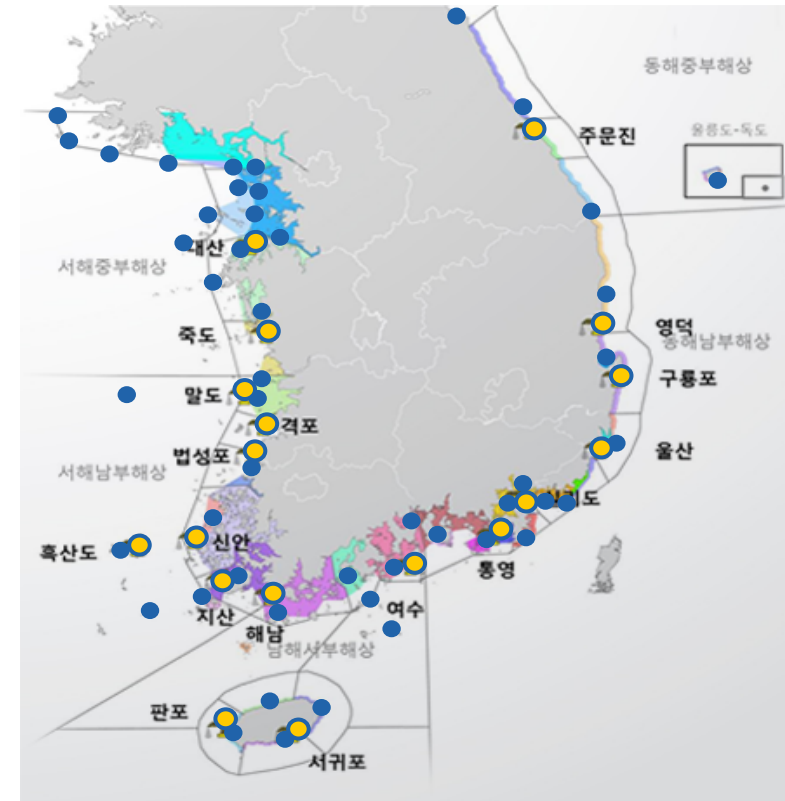 동해중부해상
울릉도-독도
주문진
대산
서해중부해상
영덕
동해남부해상
죽도
구룡포
말도
격포
법성포
울산
서해남부해상
신안
흑산도
통영
지산
여수
해남
남해서부해상
판포
서귀포